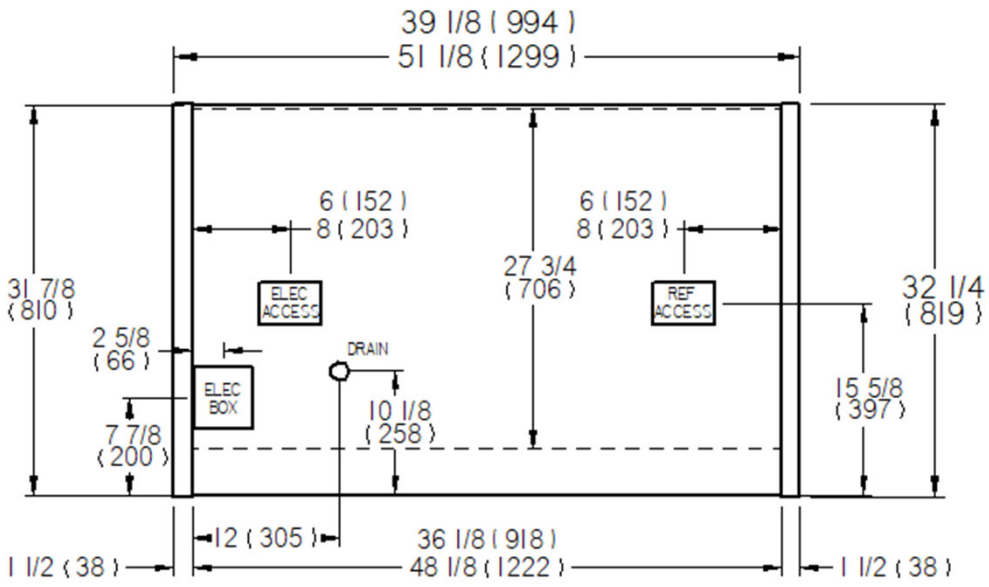 39 1/8 (994)
51 1/8 (1299)
6 (152)
8 (203)
6 (152)
8 (203)
27 3/4
(706)
31 7/8
(810)
ELEC
ACCESS
REF
ACCESS
32 1/4
(819)
2 5/8
(66)
DRAIN
ELEC
BOX
10 1/8
(258)
15 5/8
(397)
7 7/8
(200)
12 (305)
36 1/8 (918)
1 1/2 (38)
48 1/8 (1222)
1 1/2 (38)